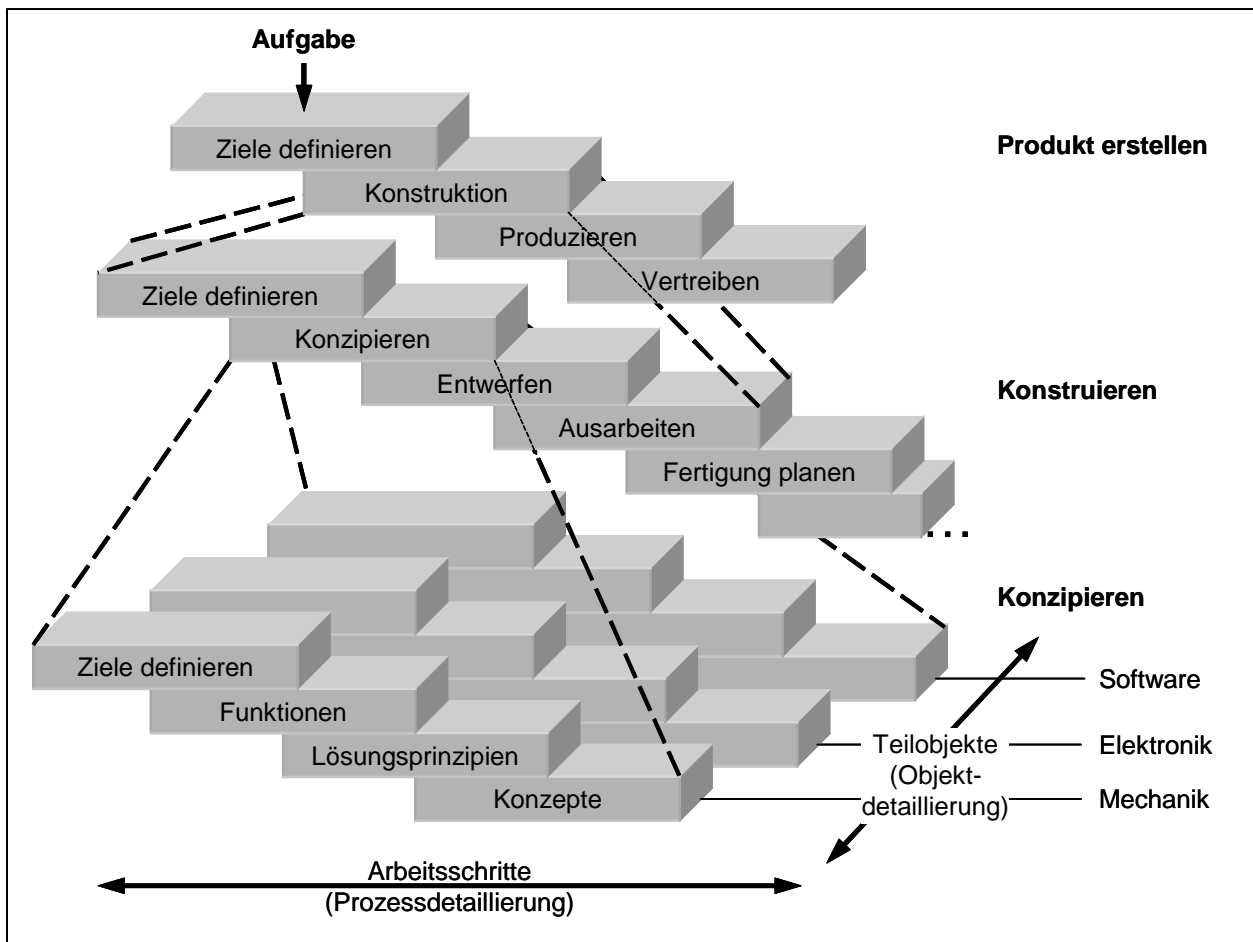 Aufgabe
Ziele definieren
Produkt erstellen
Konstruktion
Produzieren
Vertreiben
Ziele definieren
Konzipieren
Entwerfen
Konstruieren
Ausarbeiten
Fertigung planen
...
Konzipieren
Ziele definieren
Funktionen
Lösungsprinzipien
Konzepte
Software
Elektronik
Mechanik
Teilobjekte
(Objekt-
detaillierung)
Arbeitsschritte
(Prozessdetaillierung)